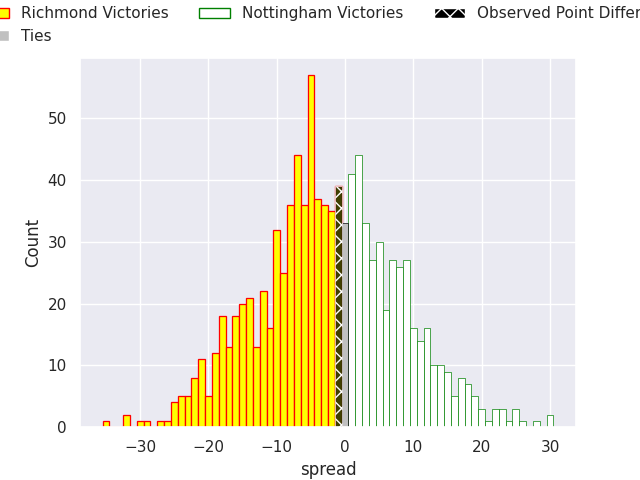 Richmond Victories
Nottingham Victories
Observed Point
Ties
50
40
30
20
10
0
Count
−30
−20
−10
0
10
20
30
spread